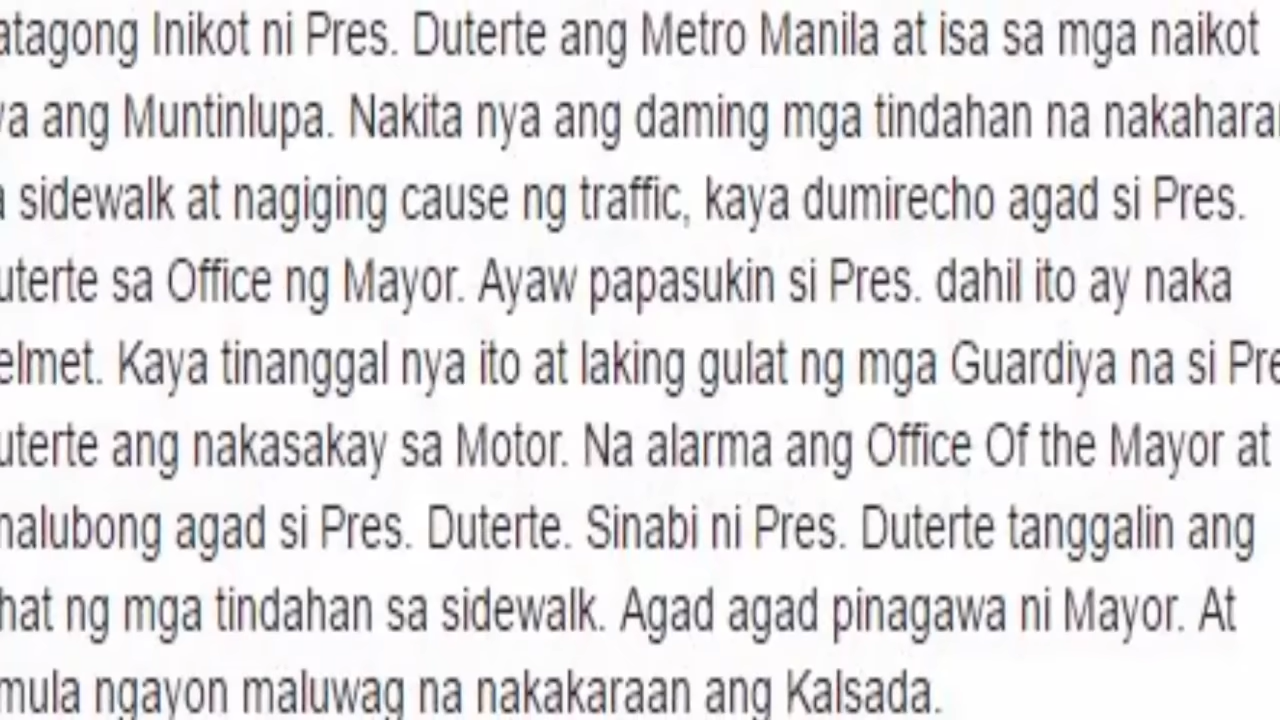 atagong Inikot ni Pres. Duterte ang Metro Manila at isa sa mga naikot
ya ang Muntinlupa. Nakita nya ang daming mga tindahan na nakaharan
a sidewalk at nagiging cause ng traffic, kaya dumirecho agad si Pres.
uterte sa Office ng Mayor. Ayaw papasukin si Pres. dahil ito ay naka
elmet. Kaya tinanggal nya ito at laking gulat ng mga Guardiya na si Pre
uterte ang nakasakay sa Motor. Na alarma ang Office Of the Mayor at
nalubong agad si Pres. Duterte. Sinabi ni Pres. Duterte tanggalin ang
hat ng mga tindahan sa sidewalk. Agad agad pinagawa ni Mayor. At
mula ngayon maluwag na nakakaraan ang Kalsada.